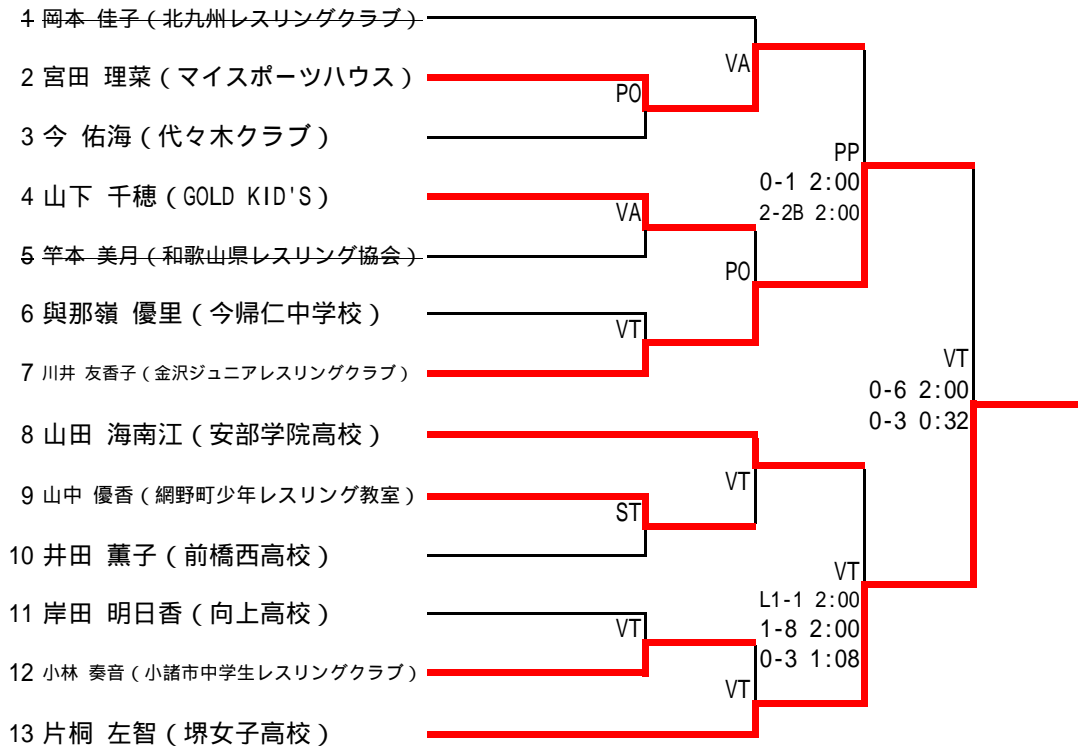 1 岡本 佳子（北九州レスリングクラブ）
2 宮田 理菜（マイスポーツハウス）
3 今 佑海（代々木クラブ）
4 山下 千穂（GOLD KID'S）
5 竿本 美月（和歌山県レスリング協会）
6 與那嶺 優里（今帰仁中学校）
7 川井 友香子（金沢ジュニアレスリングクラブ）
8 山田 海南江（安部学院高校）
9 山中 優香（網野町少年レスリング教室）
10 井田 薫子（前橋西高校）
11 岸田 明日香（向上高校）
12 小林 奏音（小諸市中学生レスリングクラブ）
13 片桐 左智（堺女子高校）
PO
VA
VT
ST
VT
VA
PO
VT
VT
PP
0-1 2:00
2-2B 2:00
VT
L1-1 2:00
1-8 2:00
0-3 1:08
VT
0-6 2:00
0-3 0:32